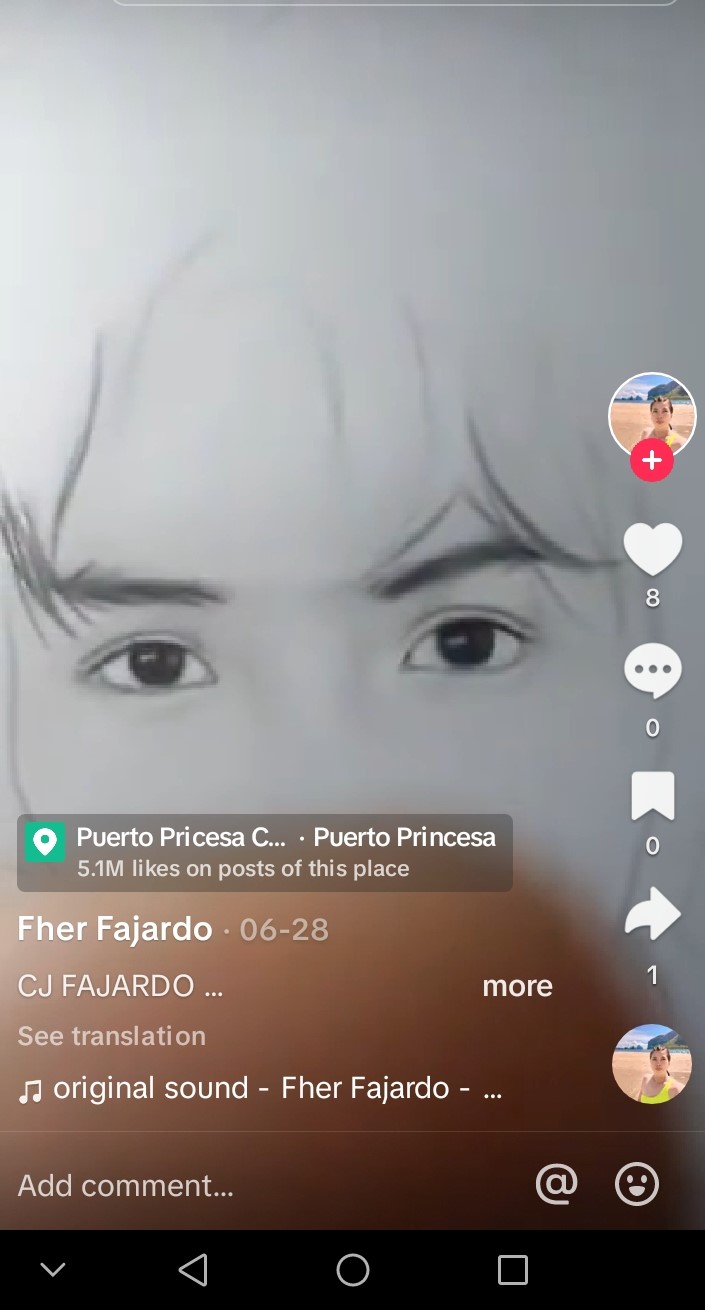 8
0
0
Puerto Pricesa C... · Puerto Princesa
5.1M likes on posts of this place
Fher Fajardo · 06-28
CJ FAJARDO ... more
1
See translation
original sound - Fher Fajardo - ...
Add comment...